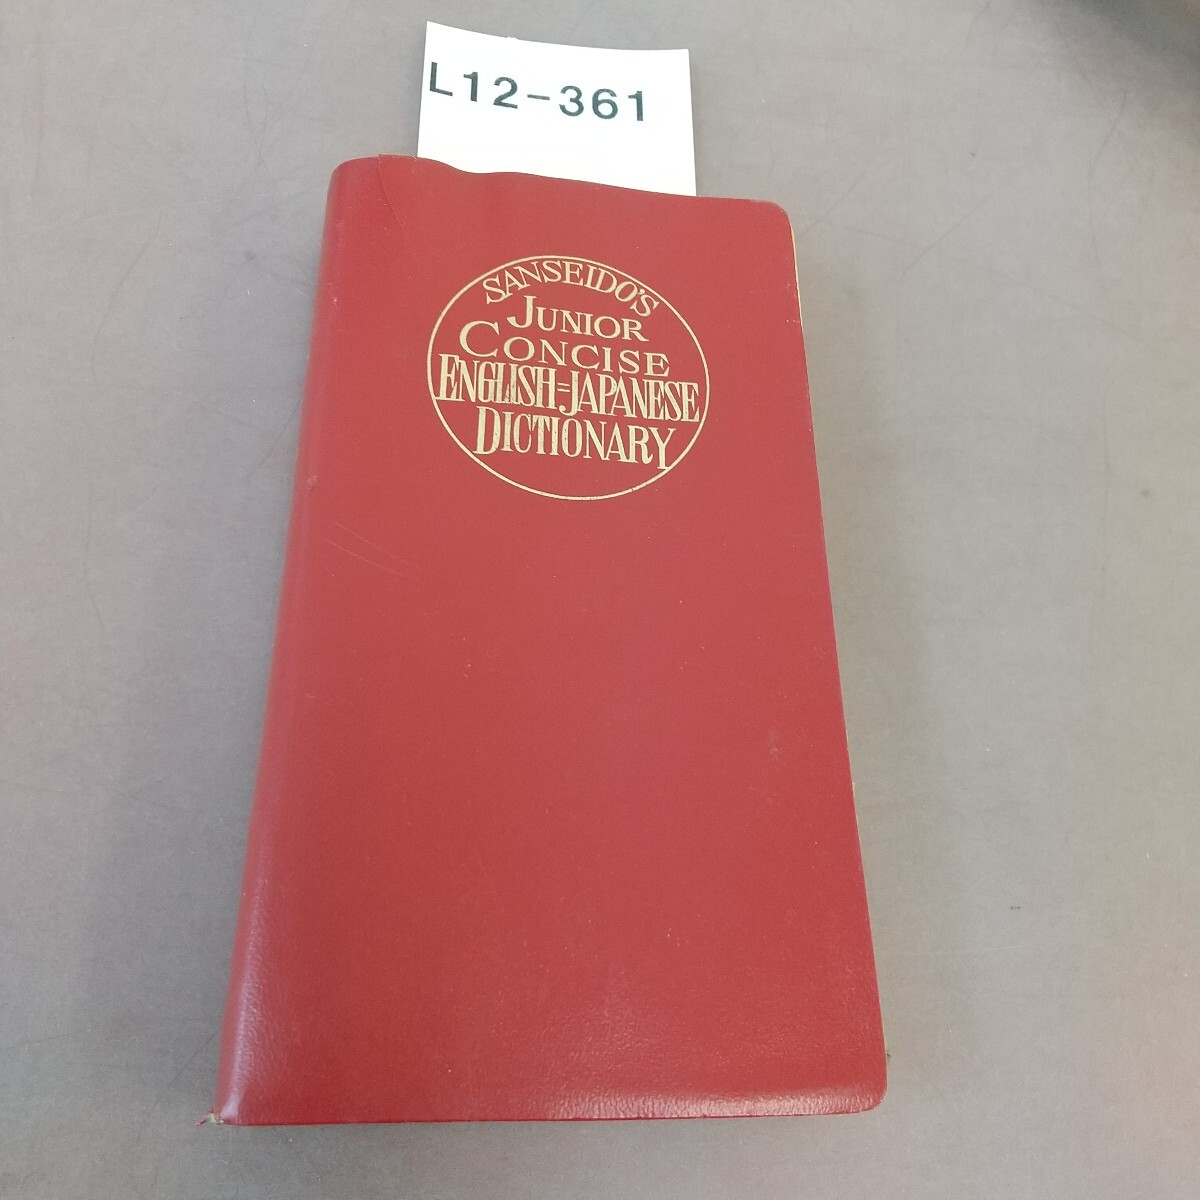 L12-361
SANSEIDO'S
JUNIOR
CONCISE
ENGLISH=JAPANESE
DICTIONARY